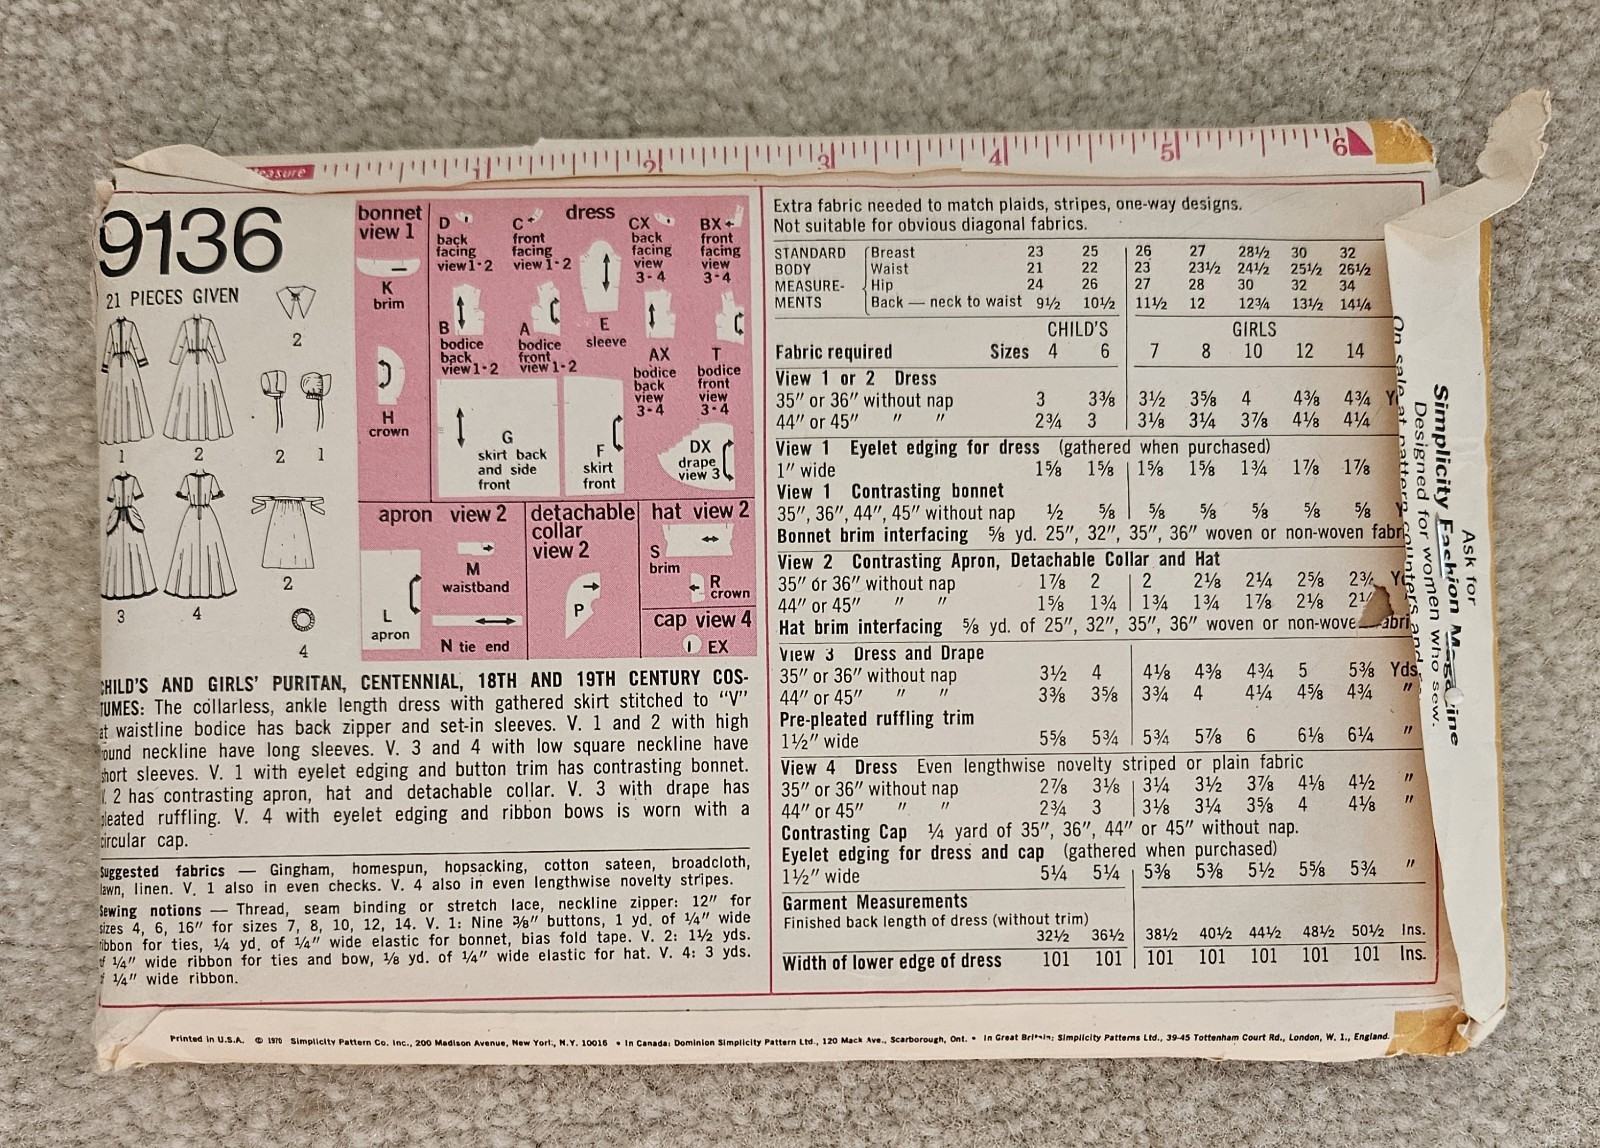 easure 1 2 3 4 5 6
9136
21 PIECES GIVEN
1 2 2
2 1
3 4 2
4
bonnet
view 1
K
brim
H
crown
dress
D
back
facing
view 1-2
C
front
facing
view 1-2
CX
back
facing
view
3-4
BX
front
facing
view
3-4
E
sleeve
B
bodice
back
view 1-2
A
bodice
front
view 1-2
AX
bodice
back
view
3-4
T
bodice
front
view
3-4
G
skirt back
and side
front
F
skirt
front
DX
drape
view 3
apron view 2
L
apron
M
waistband
N tie end
detachable
collar
view 2
P
hat view 2
S
brim
R
crown
cap view 4
EX
CHILD'S AND GIRLS' PURITAN, CENTENNIAL, 18TH AND 19TH CENTURY COS-
TUMES: The collarless, ankle length dress with gathered skirt stitched to "V"
at waistline bodice has back zipper and set-in sleeves. V. 1 and 2 with high
round neckline have long sleeves. V. 3 and 4 with low square neckline have
short sleeves. V. 1 with eyelet edging and button trim has contrasting bonnet.
V. 2 has contrasting apron, hat and detachable collar. V. 3 with drape has
pleated ruffling. V. 4 with eyelet edging and ribbon bows is worn with a
circular cap.
Suggested fabrics — Gingham, homespun, hopsacking, cotton sateen, broadcloth,
lawn, linen. V. 1 also in even checks. V. 4 also in even lengthwise novelty stripes.
Sewing notions — Thread, seam binding or stretch lace, neckline zipper: 12" for
sizes 4, 6, 16" for sizes 7, 8, 10, 12, 14. V. 1: Nine ⅜" buttons, 1 yd. of ¼" wide
ribbon for ties, ¼ yd. of ¼" wide elastic for bonnet, bias fold tape. V. 2: 1½ yds.
of ¼" wide ribbon for ties and bow, ⅛ yd. of ¼" wide elastic for hat. V. 4: 3 yds.
of ¼" wide ribbon.
Extra fabric needed to match plaids, stripes, one-way designs.
Not suitable for obvious diagonal fabrics.
STANDARD Breast 23 25 26 27 28½ 30 32
BODY Waist 21 22 23 23½ 24½ 25½ 26½
MEASURE- Hip 24 26 27 28 30 32 34
MENTS Back — neck to waist 9½ 10½ 11½ 12 12¾ 13½ 14¼
CHILD'S GIRLS
Fabric required Sizes 4 6 7 8 10 12 14
View 1 or 2 Dress
35" or 36" without nap 3 3⅜ 3½ 3⅝ 4 4⅜ 4¾ Y
44" or 45" " " 2¾ 3 3⅛ 3¼ 3⅞ 4⅛ 4¼
View 1 Eyelet edging for dress (gathered when purchased)
1" wide 1⅝ 1⅝ 1⅝ 1⅝ 1¾ 1⅞ 1⅞
View 1 Contrasting bonnet
35", 36", 44", 45" without nap ½ ⅝ ⅝ ⅝ ⅝ ⅝ ⅝ Y
Bonnet brim interfacing ⅝ yd. 25", 32", 35", 36" woven or non-woven fabri
View 2 Contrasting Apron, Detachable Collar and Hat
35" or 36" without nap 1⅞ 2 2 2⅛ 2¼ 2⅝ 2¾ Yd
44" or 45" " " 1⅝ 1¾ 1¾ 1¾ 1⅞ 2⅛
Hat brim interfacing ⅝ yd. of 25", 32", 35", 36" woven or non-wove abri
View 3 Dress and Drape
35" or 36" without nap 3½ 4 4⅛ 4⅜ 4¾ 5 5⅜ Yds.
44" or 45" " " 3⅜ 3⅝ 3¾ 4 4¼ 4⅝ 4¾ "
Pre-pleated ruffling trim
1½" wide 5⅝ 5¾ 5¾ 5⅞ 6 6⅛ 6¼ "
View 4 Dress Even lengthwise novelty striped or plain fabric
35" or 36" without nap 2⅞ 3⅛ 3¼ 3½ 3⅞ 4⅛ 4½ "
44" or 45" " " 2¾ 3 3⅛ 3¼ 3⅝ 4 4⅛ "
Contrasting Cap ¼ yard of 35", 36", 44" or 45" without nap.
Eyelet edging for dress and cap (gathered when purchased)
1½" wide 5¼ 5¼ 5⅜ 5⅜ 5½ 5⅝ 5¾ "
Garment Measurements
Finished back length of dress (without trim)
32½ 36½ 38½ 40½ 44½ 48½ 50½ Ins.
Width of lower edge of dress 101 101 101 101 101 101 101 Ins.
Ask for
Simplicity Fashion Magazine
Designed for women who sew.
On sale at pattern counters and
Printed in U.S.A. © 1970 Simplicity Pattern Co. Inc., 200 Madison Avenue, New York, N.Y. 10016 • In Canada: Dominion Simplicity Pattern Ltd., 120 Mack Ave., Scarborough, Ont. • In Great Britain: Simplicity Patterns Ltd., 39-45 Tottenham Court Rd., London, W. 1., England.